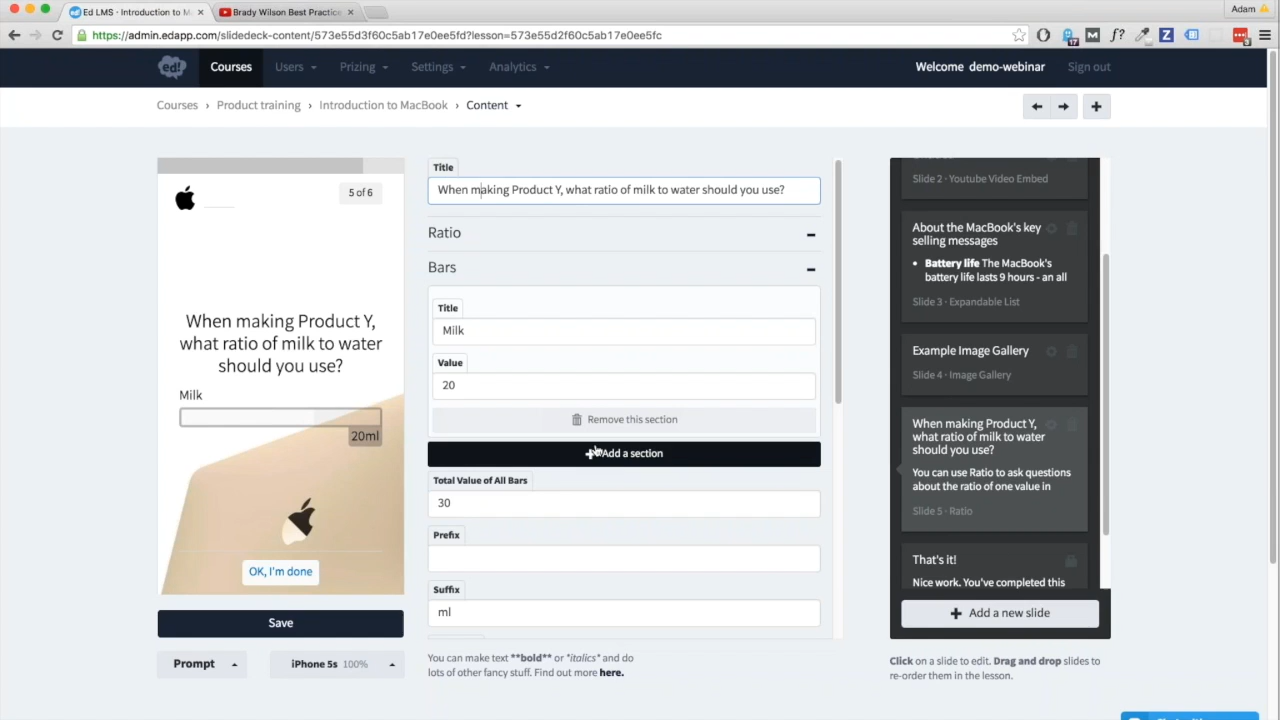 Ed LMS - Introduction to M
Brady Wilson Best Practice
Adam
https://admin.edapp.com/slidedeck-content/573e55d3f60c5ab17e0ec5fd?lesson=573e55d2f60c5ab17e0ec5fc
17
M
f?
Z
ed!
Courses
Users
Prizing
Settings
Analytics
Welcome demo-webinar
Sign out
Courses › Product training › Introduction to MacBook › Content
5 of 6
When making Product Y,
what ratio of milk to water
should you use?
Milk
20ml
OK, I'm done
Save
Prompt
iPhone 5s 100%
Title
When making Product Y, what ratio of milk to water should you use?
Ratio
Bars
Title
Milk
Value
20
Remove this section
Add a section
Total Value of All Bars
30
Prefix
Suffix
ml
You can make text **bold** or *italics* and do
lots of other fancy stuff. Find out more here.
Slide 2 · Youtube Video Embed
About the MacBook's key
selling messages
• Battery life The MacBook's
battery life lasts 9 hours - an all
Slide 3 · Expandable List
Example Image Gallery
Slide 4 · Image Gallery
When making Product Y,
what ratio of milk to water
should you use?
You can use Ratio to ask questions
about the ratio of one value in
Slide 5 · Ratio
That's it!
Nice work. You've completed this
Add a new slide
Click on a slide to edit. Drag and drop slides to
re-order them in the lesson.